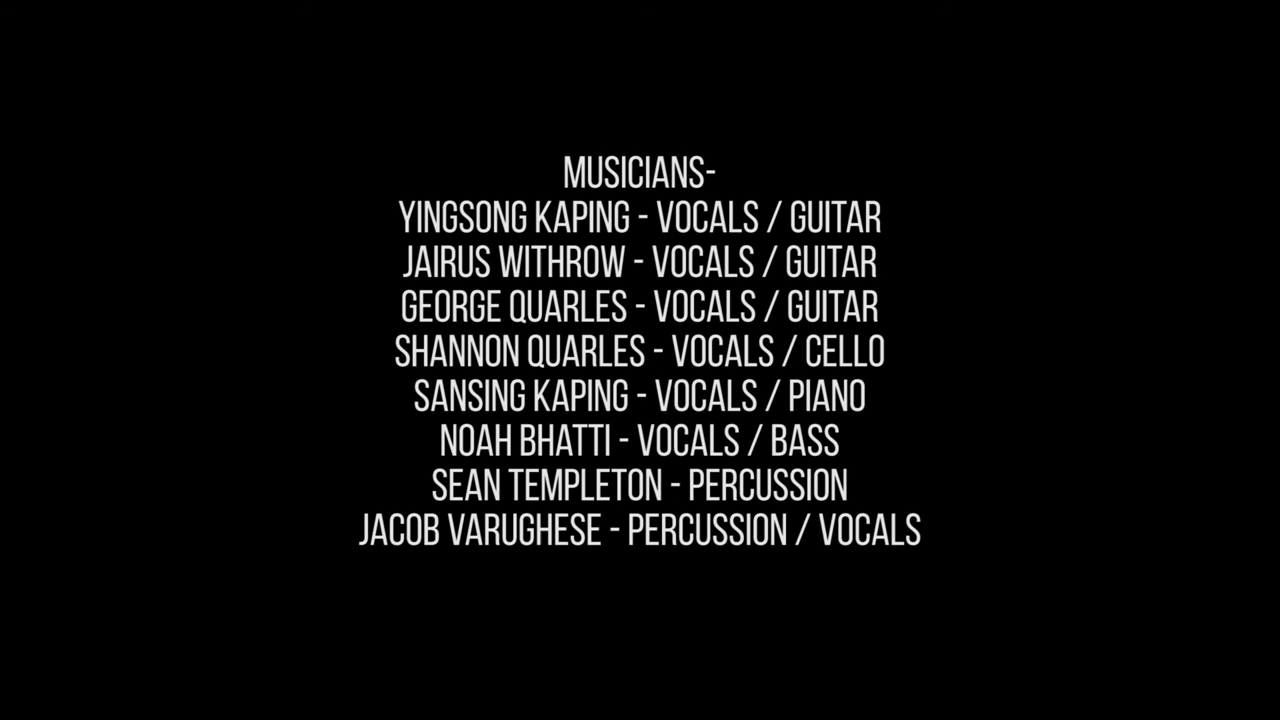 MUSICIANS-
YINGSONG KAPING - VOCALS / GUITAR
JAIRUS WITHROW - VOCALS / GUITAR
GEORGE QUARLES - VOCALS / GUITAR
SHANNON QUARLES - VOCALS / CELLO
SANSING KAPING - VOCALS / PIANO
NOAH BHATTI - VOCALS / BASS
SEAN TEMPLETON - PERCUSSION
JACOB VARUGHESE - PERCUSSION / VOCALS